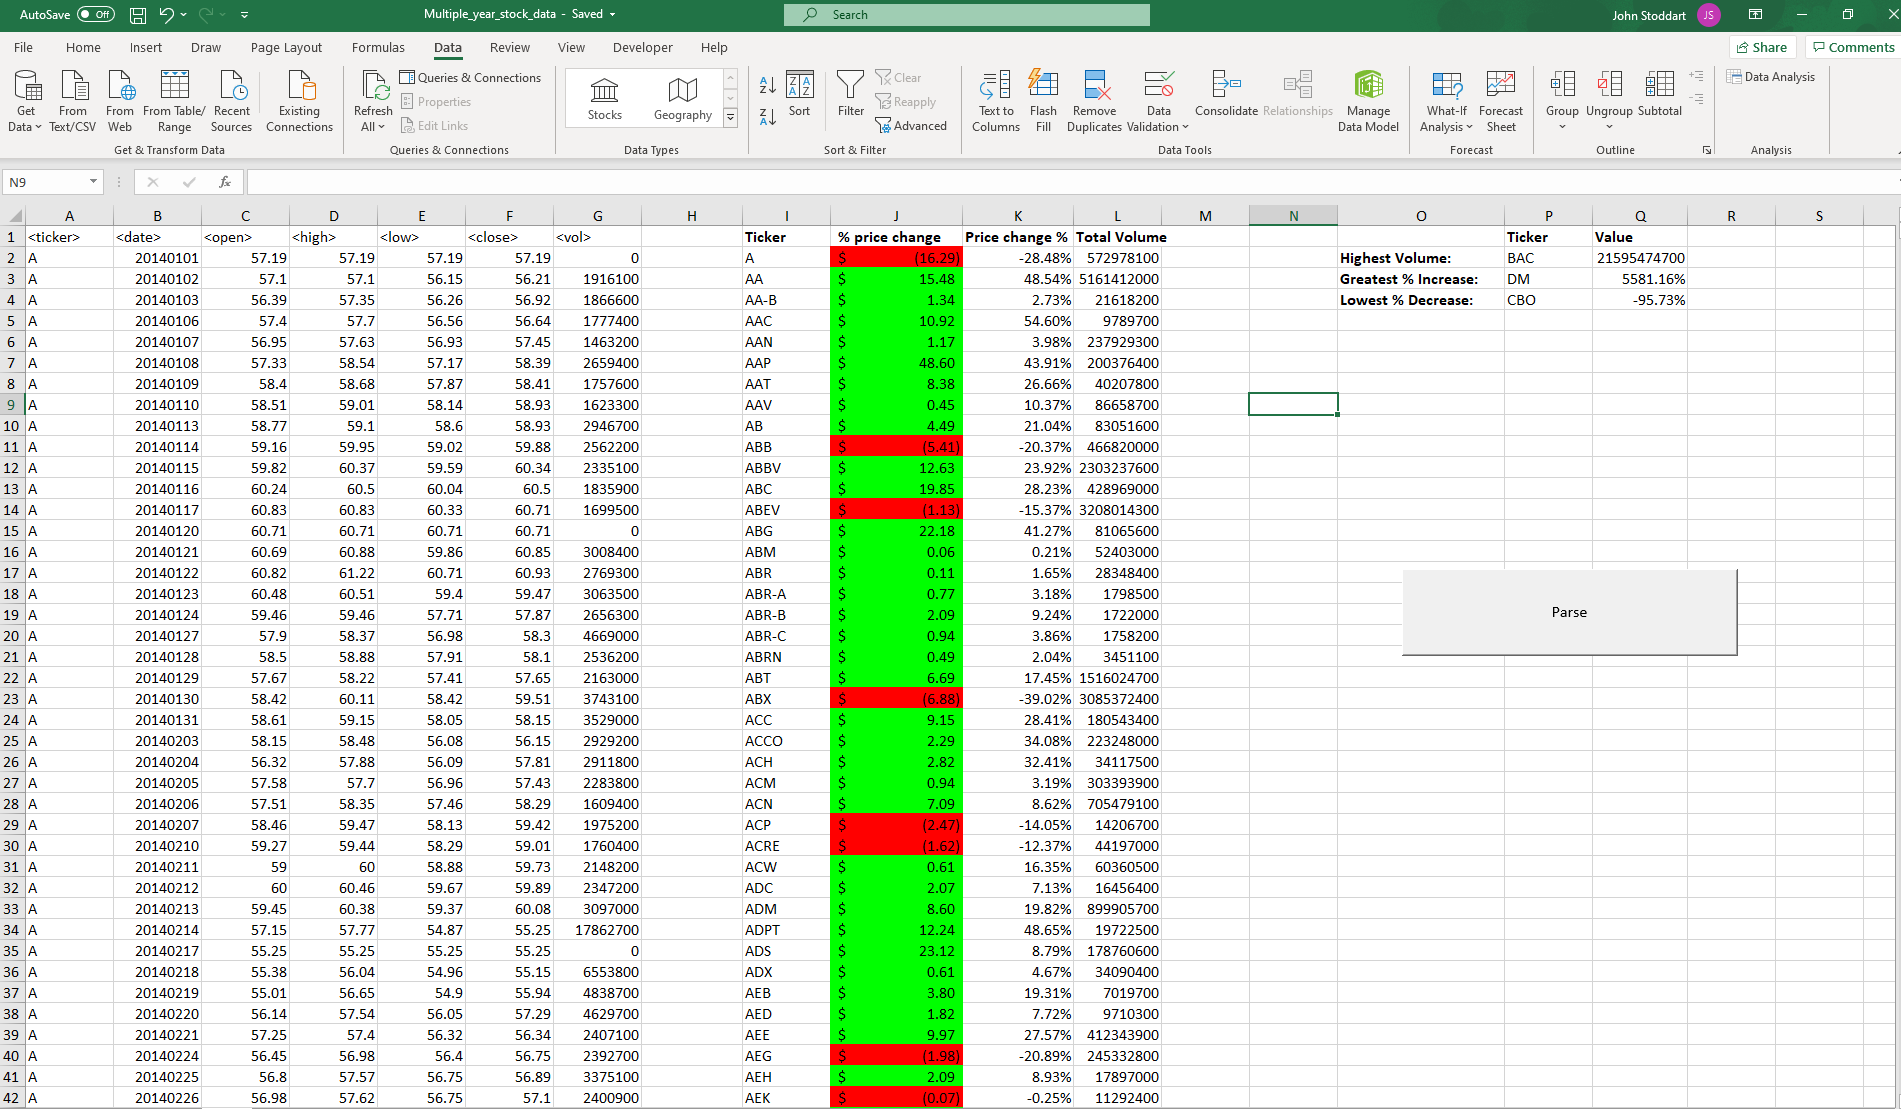 AutoSave Off Multiple_year_stock_data - Saved Search John Stoddart JS
File Home Insert Draw Page Layout Formulas Data Review View Developer Help Share Comments
Get Data From Text/CSV From Web From Table/ Range Recent Sources Existing Connections
Get & Transform Data
Refresh All Queries & Connections Properties Edit Links
Queries & Connections
Stocks Geography
Data Types
Sort Filter Clear Reapply Advanced
Sort & Filter
Text to Columns Flash Fill Remove Duplicates Data Validation Consolidate Relationships Manage Data Model
Data Tools
What-If Analysis Forecast Sheet
Forecast
Group Ungroup Subtotal
Outline
Data Analysis
Analysis
N9 fx
A B C D E F G H I J K L M N O P Q R S
1 <ticker> <date> <open> <high> <low> <close> <vol> Ticker % price change Price change % Total Volume Ticker Value
2 A 20140101 57.19 57.19 57.19 57.19 0 A $ (16.29) -28.48% 572978100 Highest Volume: BAC 21595474700
3 A 20140102 57.1 57.1 56.15 56.21 1916100 AA $ 15.48 48.54% 5161412000 Greatest % Increase: DM 5581.16%
4 A 20140103 56.39 57.35 56.26 56.92 1866600 AA-B $ 1.34 2.73% 21618200 Lowest % Decrease: CBO -95.73%
5 A 20140106 57.4 57.7 56.56 56.64 1777400 AAC $ 10.92 54.60% 9789700
6 A 20140107 56.95 57.63 56.93 57.45 1463200 AAN $ 1.17 3.98% 237929300
7 A 20140108 57.33 58.54 57.17 58.39 2659400 AAP $ 48.60 43.91% 200376400
8 A 20140109 58.4 58.68 57.87 58.41 1757600 AAT $ 8.38 26.66% 40207800
9 A 20140110 58.51 59.01 58.14 58.93 1623300 AAV $ 0.45 10.37% 86658700
10 A 20140113 58.77 59.1 58.6 58.93 2946700 AB $ 4.49 21.04% 83051600
11 A 20140114 59.16 59.95 59.02 59.88 2562200 ABB $ (5.41) -20.37% 466820000
12 A 20140115 59.82 60.37 59.59 60.34 2335100 ABBV $ 12.63 23.92% 2303237600
13 A 20140116 60.24 60.5 60.04 60.5 1835900 ABC $ 19.85 28.23% 428969000
14 A 20140117 60.83 60.83 60.33 60.71 1699500 ABEV $ (1.13) -15.37% 3208014300
15 A 20140120 60.71 60.71 60.71 60.71 0 ABG $ 22.18 41.27% 81065600
16 A 20140121 60.69 60.88 59.86 60.85 3008400 ABM $ 0.06 0.21% 52403000
17 A 20140122 60.82 61.22 60.71 60.93 2769300 ABR $ 0.11 1.65% 28348400
18 A 20140123 60.48 60.51 59.4 59.47 3063500 ABR-A $ 0.77 3.18% 1798500
19 A 20140124 59.46 59.46 57.71 57.87 2656300 ABR-B $ 2.09 9.24% 1722000
Parse
20 A 20140127 57.9 58.37 56.98 58.3 4669000 ABR-C $ 0.94 3.86% 1758200
21 A 20140128 58.5 58.88 57.91 58.1 2536200 ABRN $ 0.49 2.04% 3451100
22 A 20140129 57.67 58.22 57.41 57.65 2163000 ABT $ 6.69 17.45% 1516024700
23 A 20140130 58.42 60.11 58.42 59.51 3743100 ABX $ (6.88) -39.02% 3085372400
24 A 20140131 58.61 59.15 58.05 58.15 3529000 ACC $ 9.15 28.41% 180543400
25 A 20140203 58.15 58.48 56.08 56.15 2929200 ACCO $ 2.29 34.08% 223248000
26 A 20140204 56.32 57.88 56.09 57.81 2911800 ACH $ 2.82 32.41% 34117500
27 A 20140205 57.58 57.7 56.96 57.43 2283800 ACM $ 0.94 3.19% 303393900
28 A 20140206 57.51 58.35 57.46 58.29 1609400 ACN $ 7.09 8.62% 705479100
29 A 20140207 58.46 59.47 58.13 59.42 1975200 ACP $ (2.47) -14.05% 14206700
30 A 20140210 59.27 59.44 58.29 59.01 1760400 ACRE $ (1.62) -12.37% 44197000
31 A 20140211 59 60 58.88 59.73 2148200 ACW $ 0.61 16.35% 60360500
32 A 20140212 60 60.46 59.67 59.89 2347200 ADC $ 2.07 7.13% 16456400
33 A 20140213 59.45 60.38 59.37 60.08 3097000 ADM $ 8.60 19.82% 899905700
34 A 20140214 57.15 57.77 54.87 55.25 17862700 ADPT $ 12.24 48.65% 19722500
35 A 20140217 55.25 55.25 55.25 55.25 0 ADS $ 23.12 8.79% 178760600
36 A 20140218 55.38 56.04 54.96 55.15 6553800 ADX $ 0.61 4.67% 34090400
37 A 20140219 55.01 56.65 54.9 55.94 4838700 AEB $ 3.80 19.31% 7019700
38 A 20140220 56.14 57.54 56.05 57.29 4629700 AED $ 1.82 7.72% 9710300
39 A 20140221 57.25 57.4 56.32 56.34 2407100 AEE $ 9.97 27.57% 412343900
40 A 20140224 56.45 56.98 56.4 56.75 2392700 AEG $ (1.98) -20.89% 245332800
41 A 20140225 56.8 57.57 56.75 56.89 3375100 AEH $ 2.09 8.93% 17897000
42 A 20140226 56.98 57.62 56.75 57.1 2400900 AEK $ (0.07) -0.25% 11292400